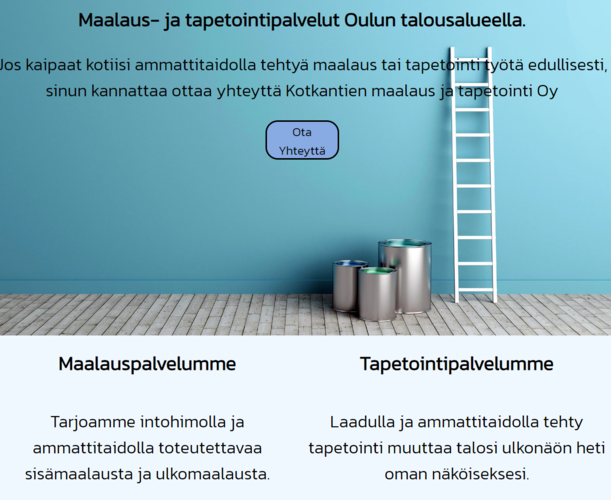 Maalaus- ja tapetointipalvelut Oulun talousalueella.
Jos kaipaat kotiisi ammattitaidolla tehtyä maalaus tai tapetointi työtä edullisesti,
sinun kannattaa ottaa yhteyttä Kotkantien maalaus ja tapetointi Oy
Ota
Yhteyttä
Maalauspalvelumme
Tarjoamme intohimolla ja
ammattitaidolla toteutettavaa
sisämaalausta ja ulkomaalausta.
Tapetointipalvelumme
Laadulla ja ammattitaidolla tehty
tapetointi muuttaa talosi ulkonäön heti
oman näköiseksesi.